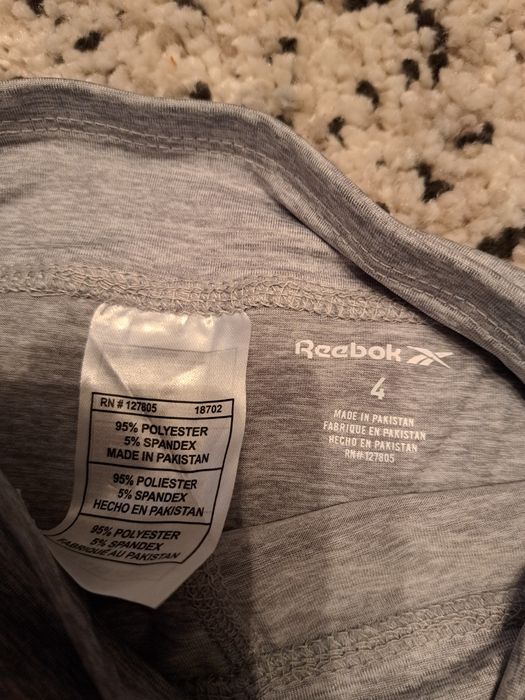 RN # 127805 18702
95% POLYESTER
5% SPANDEX
MADE IN PAKISTAN
95% POLIESTER
5% SPANDEX
HECHO EN PAKISTAN
95% POLYESTER
5% SPANDEX
FABRIQUÉ AU PAKISTAN
Reebok
4
MADE IN PAKISTAN
FABRIQUE EN PAKISTAN
HECHO EN PAKISTAN
RN#127805